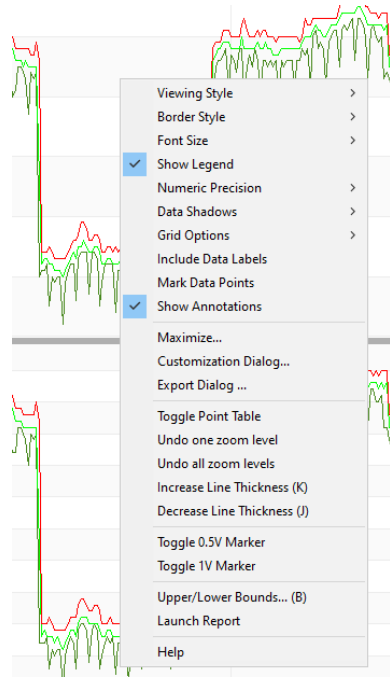 Viewing Style
Border Style
Font Size
Show Legend
Numeric Precision
Data Shadows
Grid Options
Include Data Labels
Mark Data Points
Show Annotations
Maximize...
Customization Dialog...
Export Dialog ...
Toggle Point Table
Undo one zoom level
Undo all zoom levels
Increase Line Thickness (K)
Decrease Line Thickness (J)
Toggle 0.5V Marker
Toggle 1V Marker
Upper/Lower Bounds... (B)
Launch Report
Help